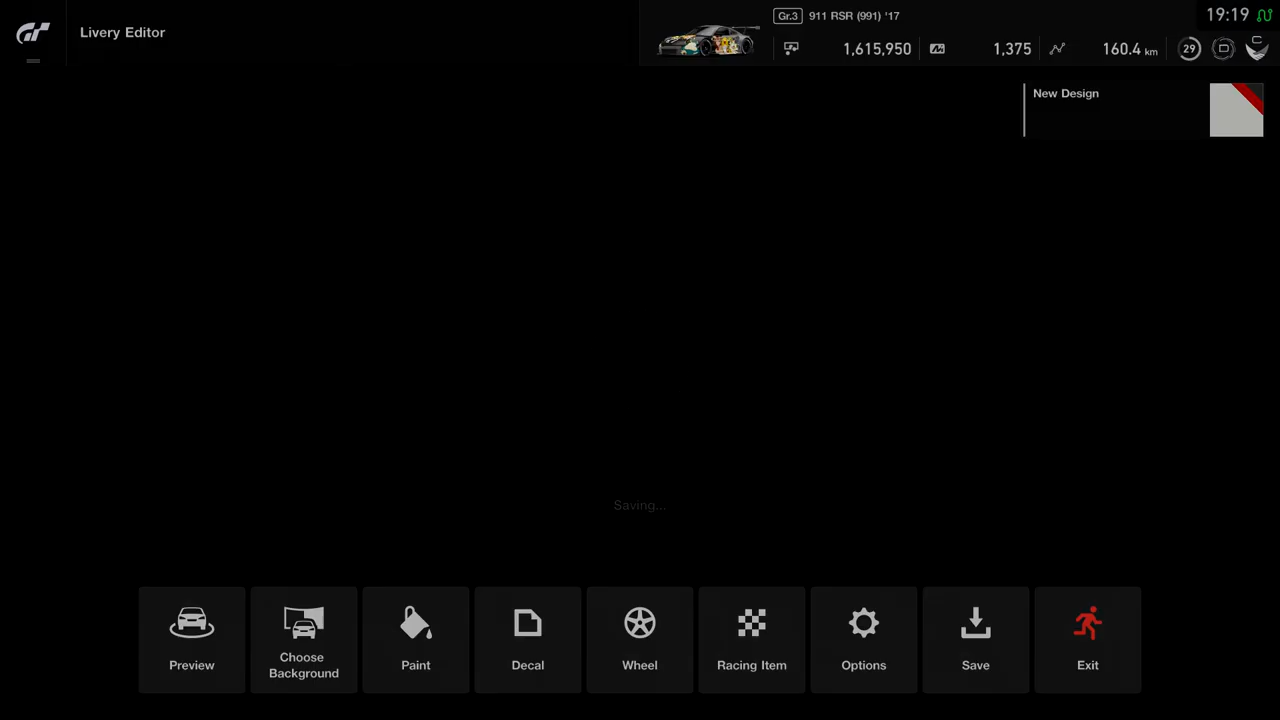 Livery Editor
Gr.3 911 RSR (991) '17
19:19
1,615,950 1,375 160.4 km 29 C
New Design
Saving...
Preview
Choose
Background
Paint
Decal
Wheel
Racing Item
Options
Save
Exit